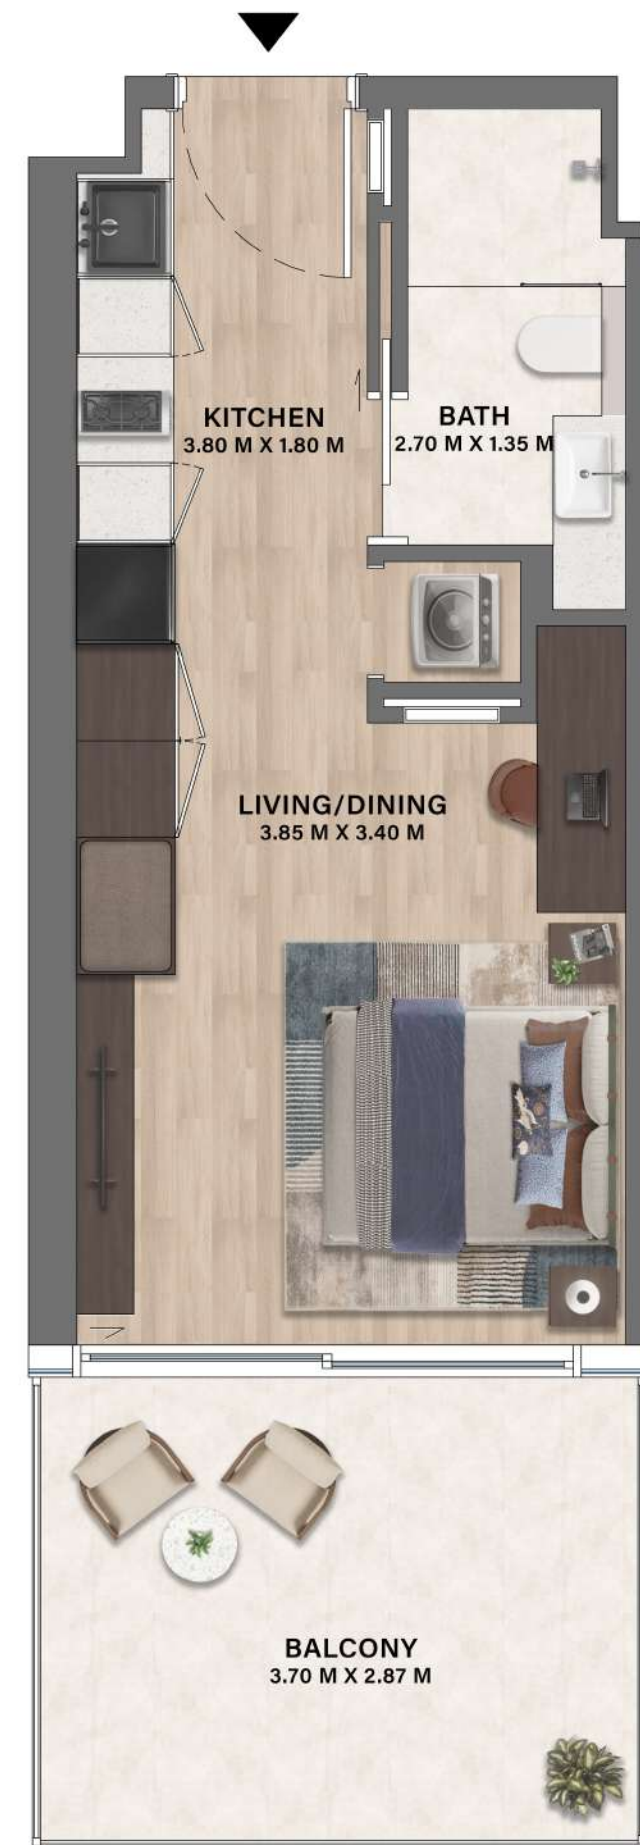 KITCHEN
3.80 M X 1.80 M
BATH
2.70 M X 1.35 M
LIVING/DINING
3.85 M X 3.40 M
BALCONY
3.70 M X 2.87 M